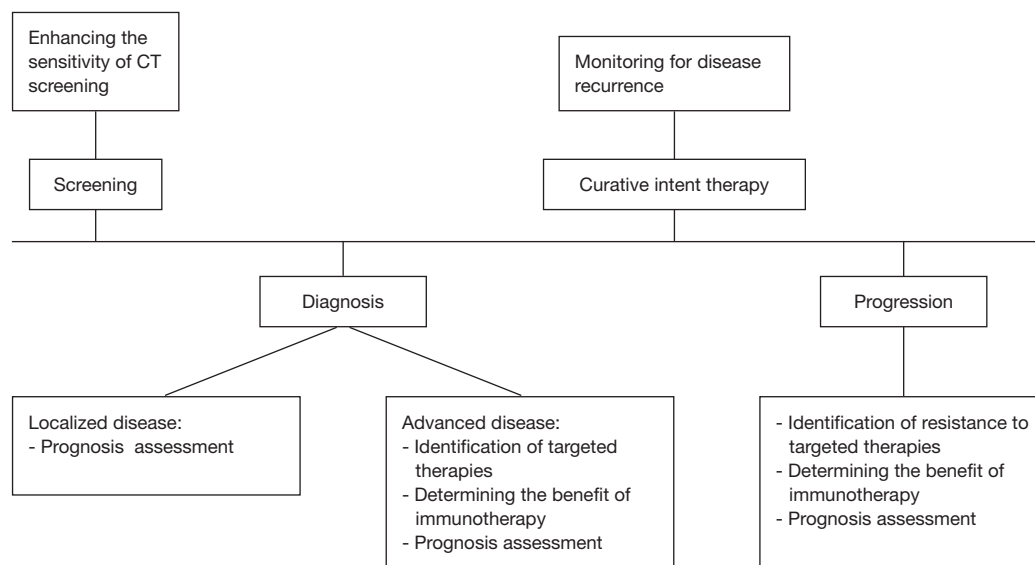 Enhancing the
sensitivity of CT
screening
Monitoring for disease
recurrence
Screening
Curative intent therapy
Diagnosis
Progression
Localized disease:
- Prognosis assessment
Advanced disease:
- Identification of targeted
therapies
- Determining the benefit of
immunotherapy
- Prognosis assessment
- Identification of resistance to
targeted therapies
- Determining the benefit of
immunotherapy
- Prognosis assessment